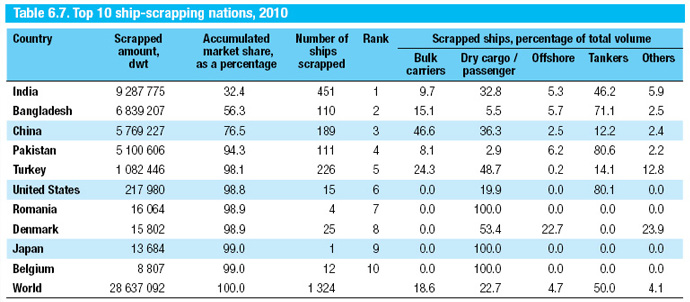 Table 6.7. Top 10 ship-scrapping nations, 2010
Country Scrapped amount, dwt Accumulated market share, as a percentage Number of ships scrapped Rank Scrapped ships, percentage of total volume
Bulk carriers Dry cargo / passenger Offshore Tankers Others
India 9 287 775 32.4 451 1 9.7 32.8 5.3 46.2 5.9
Bangladesh 6 839 207 56.3 110 2 15.1 5.5 5.7 71.1 2.5
China 5 769 227 76.5 189 3 46.6 36.3 2.5 12.2 2.4
Pakistan 5 100 606 94.3 111 4 8.1 2.9 6.2 80.6 2.2
Turkey 1 082 446 98.1 226 5 24.3 48.7 0.2 14.1 12.8
United States 217 980 98.8 15 6 0.0 19.9 0.0 80.1 0.0
Romania 16 064 98.9 4 7 0.0 100.0 0.0 0.0 0.0
Denmark 15 802 98.9 25 8 0.0 53.4 22.7 0.0 23.9
Japan 13 684 99.0 1 9 0.0 100.0 0.0 0.0 0.0
Belgium 8 807 99.0 12 10 0.0 100.0 0.0 0.0 0.0
World 28 637 092 100.0 1 324 18.6 22.7 4.7 50.0 4.1